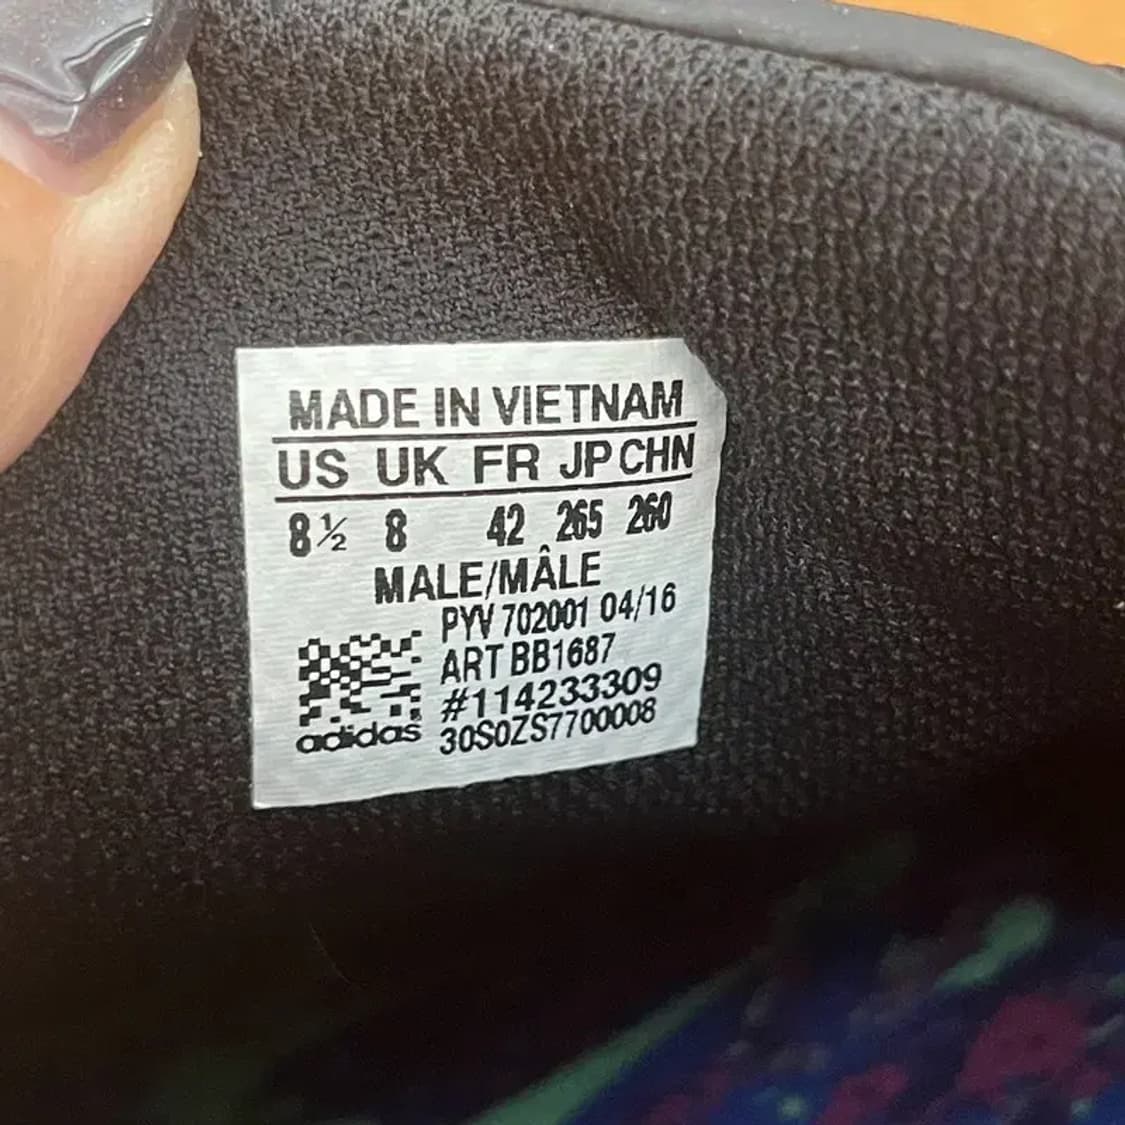 MADE IN VIETNAM
US UK FR JP CHN
8½ 8 42 265 260
MALE/MÂLE
PYV 702001 04/16
ART BB1687
#114233309
adidas 30S0ZS7700008